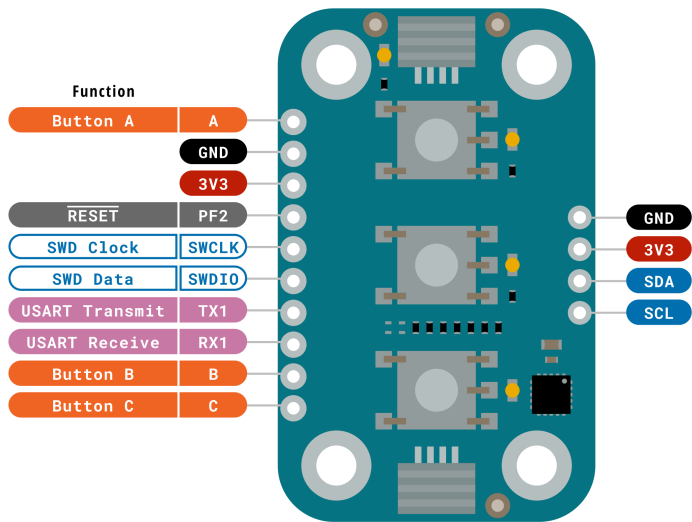 Function
Button A A
GND
3V3
RESET PF2
SWD Clock SWCLK
SWD Data SWDIO
USART Transmit TX1
USART Receive RX1
Button B B
Button C C
GND
3V3
SDA
SCL